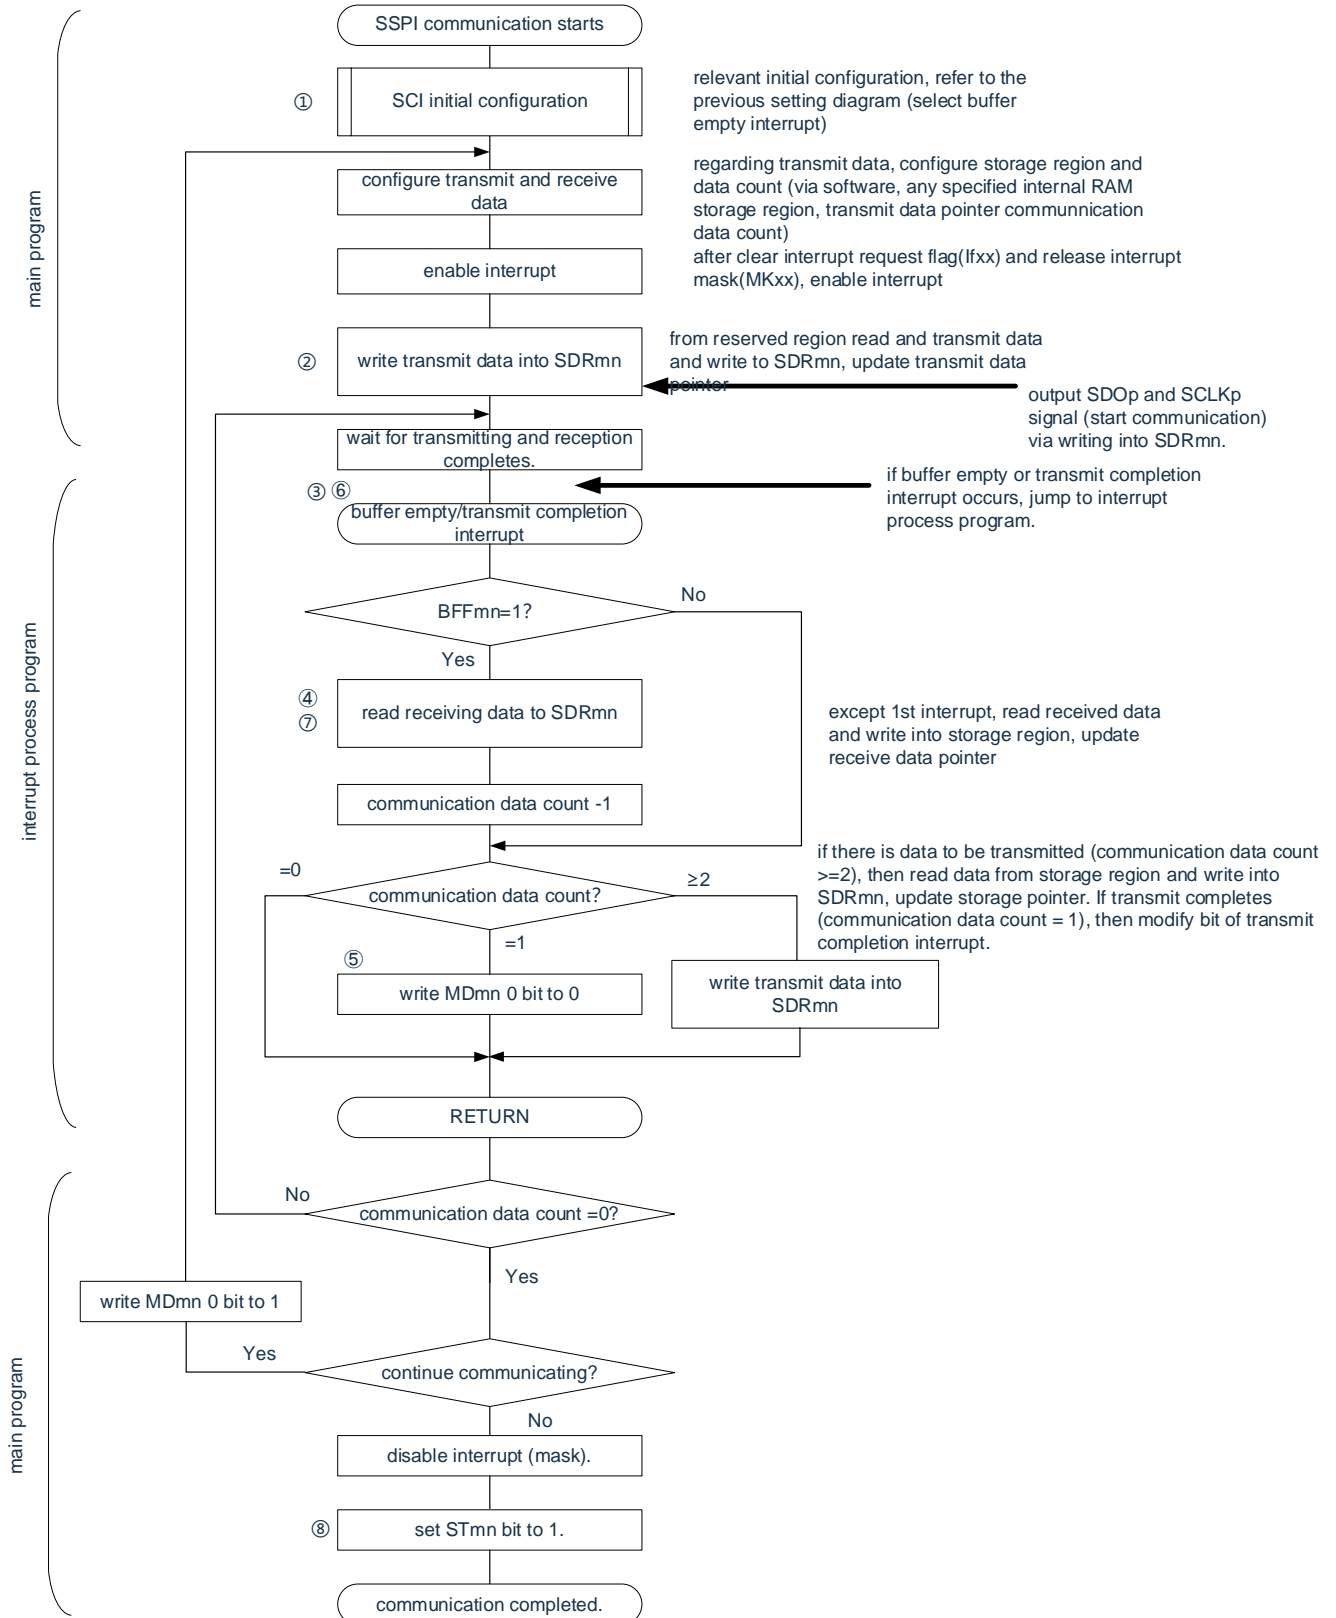 SSPI communication starts
①
SCI initial configuration
relevant initial configuration, refer to the
previous setting diagram (select buffer
empty interrupt)
main program
configure transmit and receive
data
regarding transmit data, configure storage region and
data count (via software, any specified internal RAM
storage region, transmit data pointer communnication
data count)
enable interrupt
after clear interrupt request flag(Ifxx) and release interrupt
mask(MKxx), enable interrupt
②
write transmit data into SDRmn
from reserved region read and transmit data
and write to SDRmn, update transmit data
pointer
output SDOp and SCLKp
signal (start communication)
via writing into SDRmn.
wait for transmitting and reception
completes.
③ ⑥
if buffer empty or transmit completion
interrupt occurs, jump to interrupt
process program.
buffer empty/transmit completion
interrupt
interrupt process program
BFFmn=1?
No
Yes
④
⑦
read receiving data to SDRmn
except 1st interrupt, read received data
and write into storage region, update
receive data pointer
communication data count -1
=0
communication data count?
≥2
=1
if there is data to be transmitted (communication data count
>=2), then read data from storage region and write into
SDRmn, update storage pointer. If transmit completes
(communication data count = 1), then modify bit of transmit
completion interrupt.
⑤
write MDmn 0 bit to 0
write transmit data into
SDRmn
RETURN
main program
No
communication data count =0?
Yes
write MDmn 0 bit to 1
Yes
continue communicating?
No
disable interrupt (mask).
⑧
set STmn bit to 1.
communication completed.